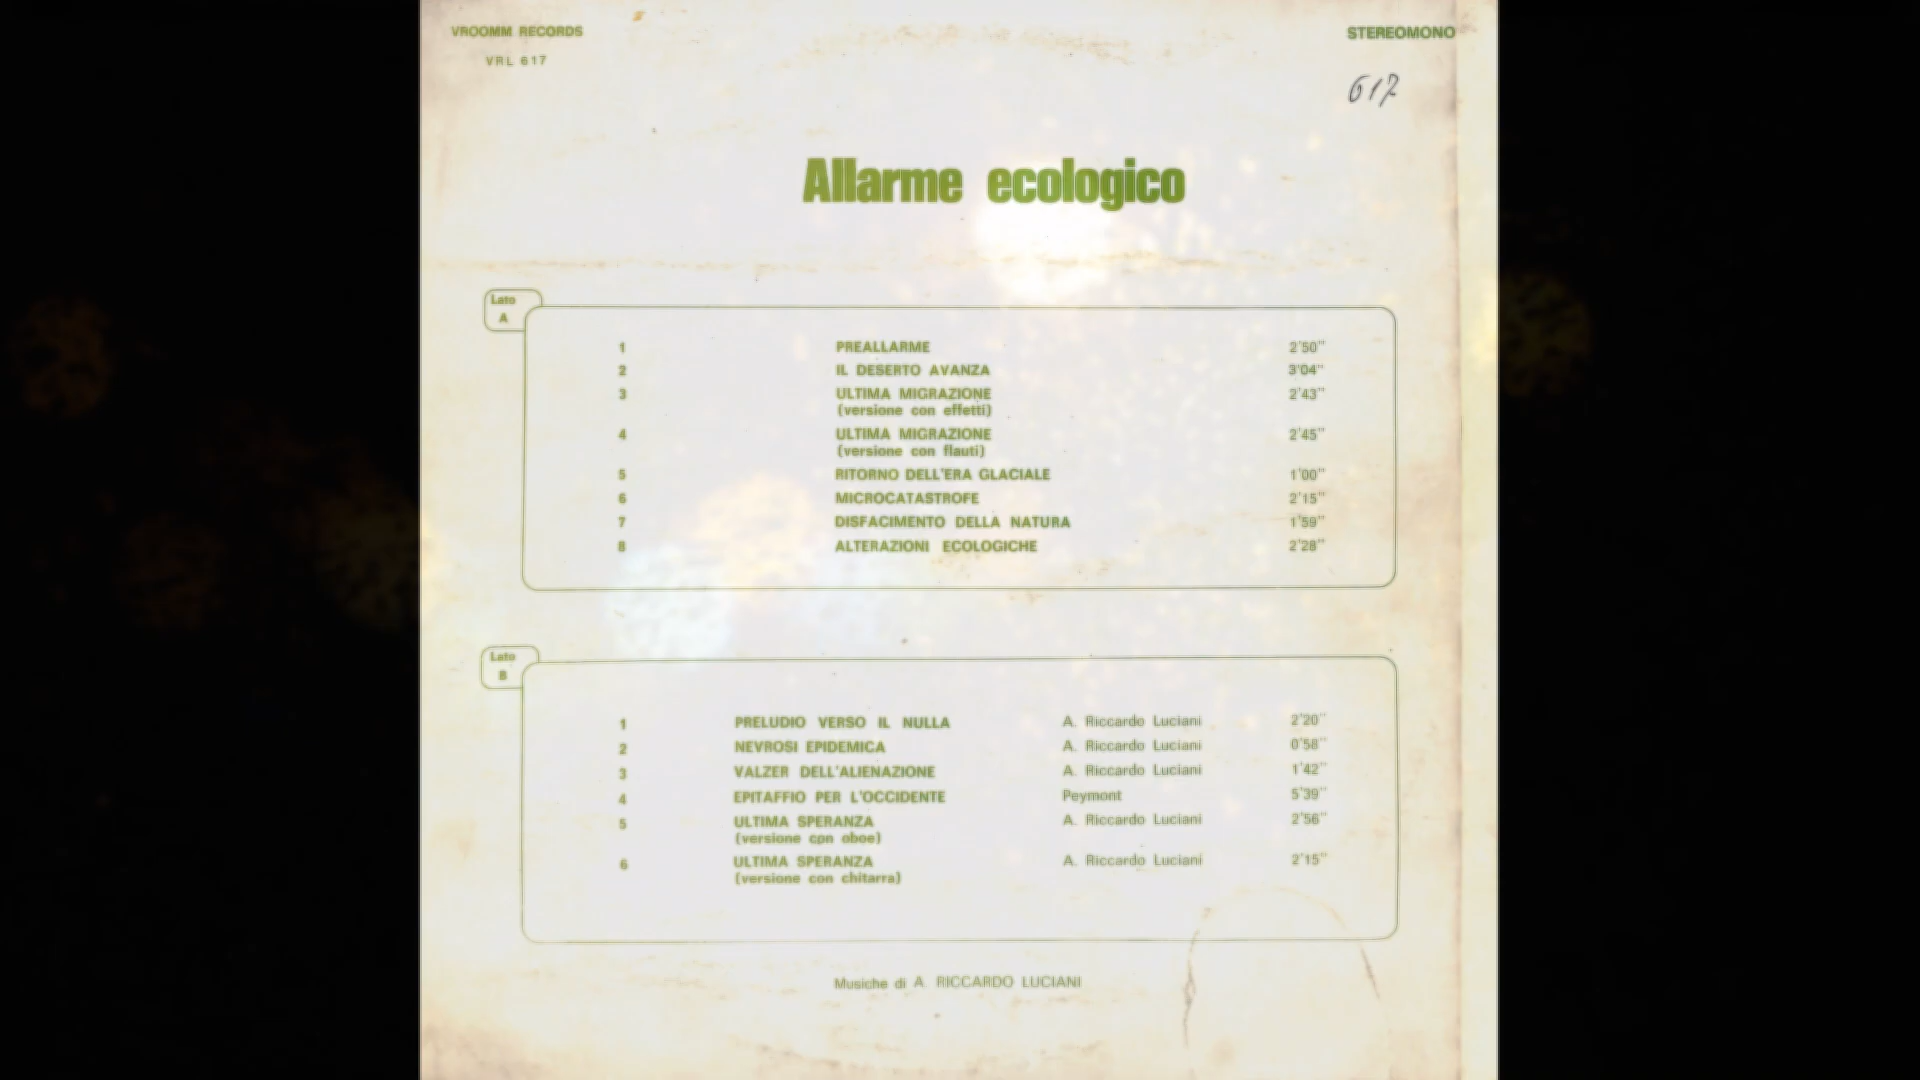 VROOMM RECORDS
STEREOMONO
VRL 617
617
Allarme ecologico
Lato
A
1 PREALLARME 2'50"
2 IL DESERTO AVANZA 3'04"
3 ULTIMA MIGRAZIONE 2'43"
(versione con effetti)
4 ULTIMA MIGRAZIONE 2'45"
(versione con flauti)
5 RITORNO DELL'ERA GLACIALE 1'00"
6 MICROCATASTROFE 2'15"
7 DISFACIMENTO DELLA NATURA 1'59"
8 ALTERAZIONI ECOLOGICHE 2'28"
Lato
B
1 PRELUDIO VERSO IL NULLA A. Riccardo Luciani 2'20"
2 NEVROSI EPIDEMICA A. Riccardo Luciani 0'58"
3 VALZER DELL'ALIENAZIONE A. Riccardo Luciani 1'42"
4 EPITAFFIO PER L'OCCIDENTE Peymont 5'39"
5 ULTIMA SPERANZA A. Riccardo Luciani 2'56"
(versione con oboe)
6 ULTIMA SPERANZA A. Riccardo Luciani 2'15"
(versione con chitarra)
Musiche di A. RICCARDO LUCIANI